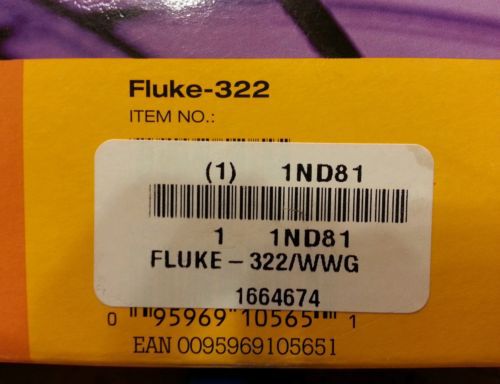 Fluke-322
ITEM NO.:
(1) 1ND81
1 1ND81
FLUKE - 322/WWG
1664674
0 95969 10565 1
EAN 0095969105651